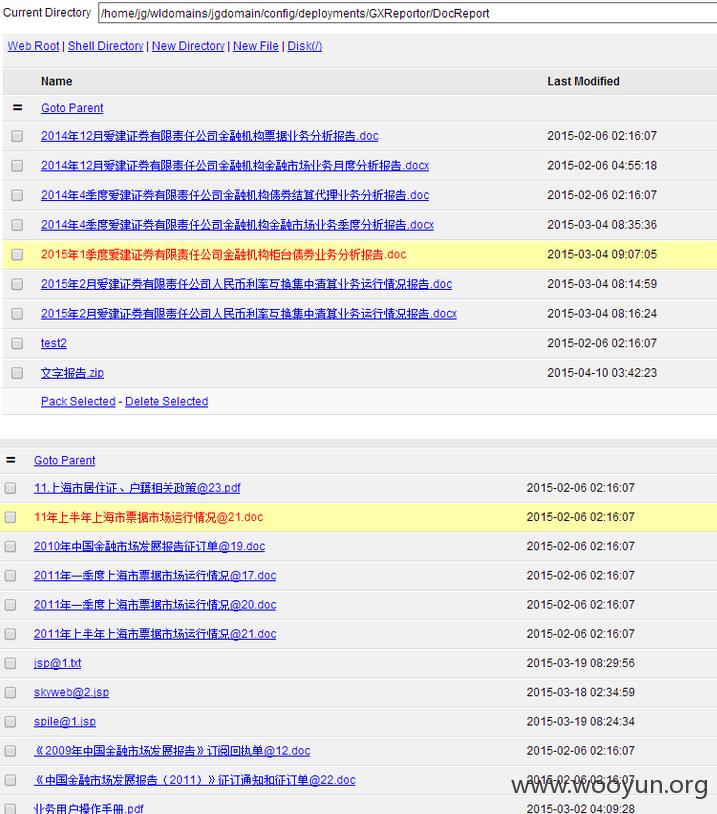 Current Directory /home/jg/wldomains/jgdomain/config/deployments/GXReportor/DocReport
Web Root | Shell Directory | New Directory | New File | Disk(/)
Name Last Modified
= Goto Parent
2014年12月爱建证券有限责任公司金融机构票据业务分析报告.doc 2015-02-06 02:16:07
2014年12月爱建证券有限责任公司金融机构金融市场业务月度分析报告.docx 2015-02-06 04:55:18
2014年4季度爱建证券有限责任公司金融机构债券结算代理业务分析报告.doc 2015-02-06 02:16:07
2014年4季度爱建证券有限责任公司金融机构金融市场业务季度分析报告.docx 2015-03-04 08:35:36
2015年1季度爱建证券有限责任公司金融机构柜台债券业务分析报告.doc 2015-03-04 09:07:05
2015年2月爱建证券有限责任公司人民币利率互换集中清算业务运行情况报告.doc 2015-03-04 08:14:59
2015年2月爱建证券有限责任公司人民币利率互换集中清算业务运行情况报告.docx 2015-03-04 08:16:24
test2 2015-02-06 02:16:07
文字报告.zip 2015-04-10 03:42:23
Pack Selected - Delete Selected
= Goto Parent
11.上海市居住证、户籍相关政策@23.pdf 2015-02-06 02:16:07
11年上半年上海市票据市场运行情况@21.doc 2015-02-06 02:16:07
2010年中国金融市场发展报告征订单@19.doc 2015-02-06 02:16:07
2011年一季度上海市票据市场运行情况@17.doc 2015-02-06 02:16:07
2011年一季度上海市票据市场运行情况@20.doc 2015-02-06 02:16:07
2011年上半年上海市票据市场运行情况@21.doc 2015-02-06 02:16:07
jsp@1.txt 2015-03-19 08:29:56
skyweb@2.jsp 2015-03-18 02:34:59
spile@1.jsp 2015-03-19 08:24:34
《2009年中国金融市场发展报告》订阅回执单@12.doc 2015-02-06 02:16:07
《中国金融市场发展报告（2011）》征订通知和征订单@22.doc 2015-02-06 02:16:07
www.wooyun.org
业务用户操作手册.pdf 2015-03-02 04:09:28